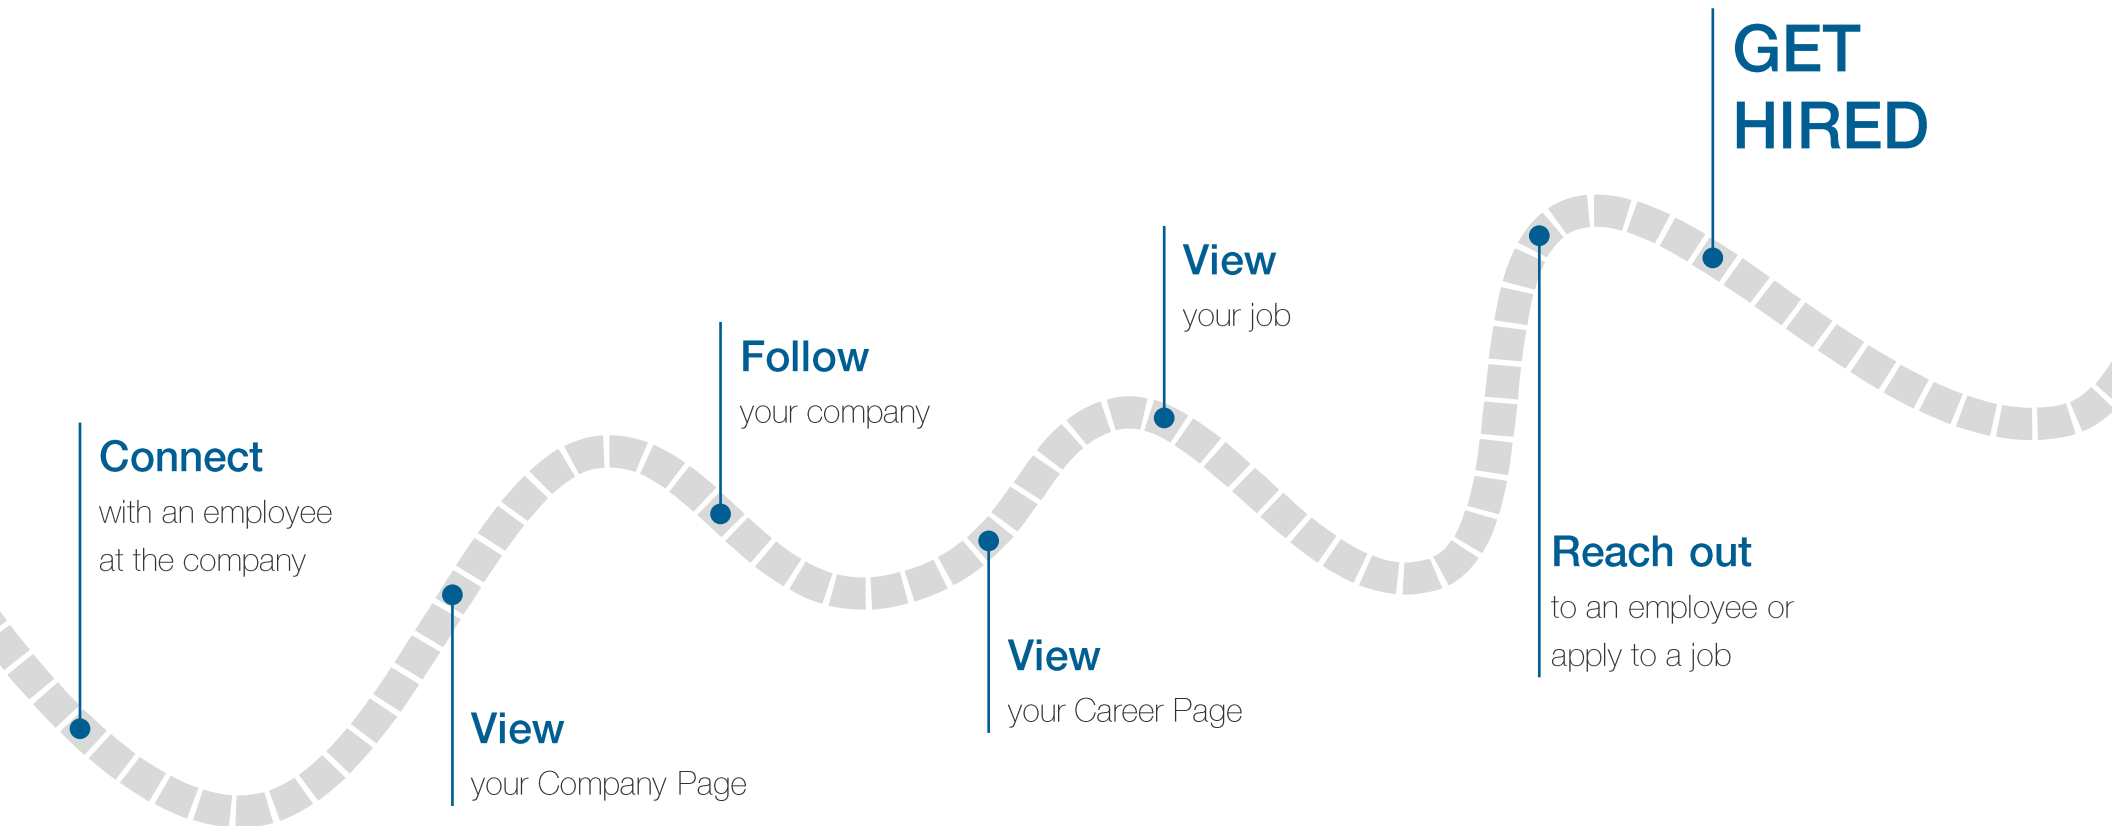 Connect
with an employee
at the company
View
your Company Page
Follow
your company
View
your Career Page
View
your job
Reach out
to an employee or
apply to a job
GET
HIRED